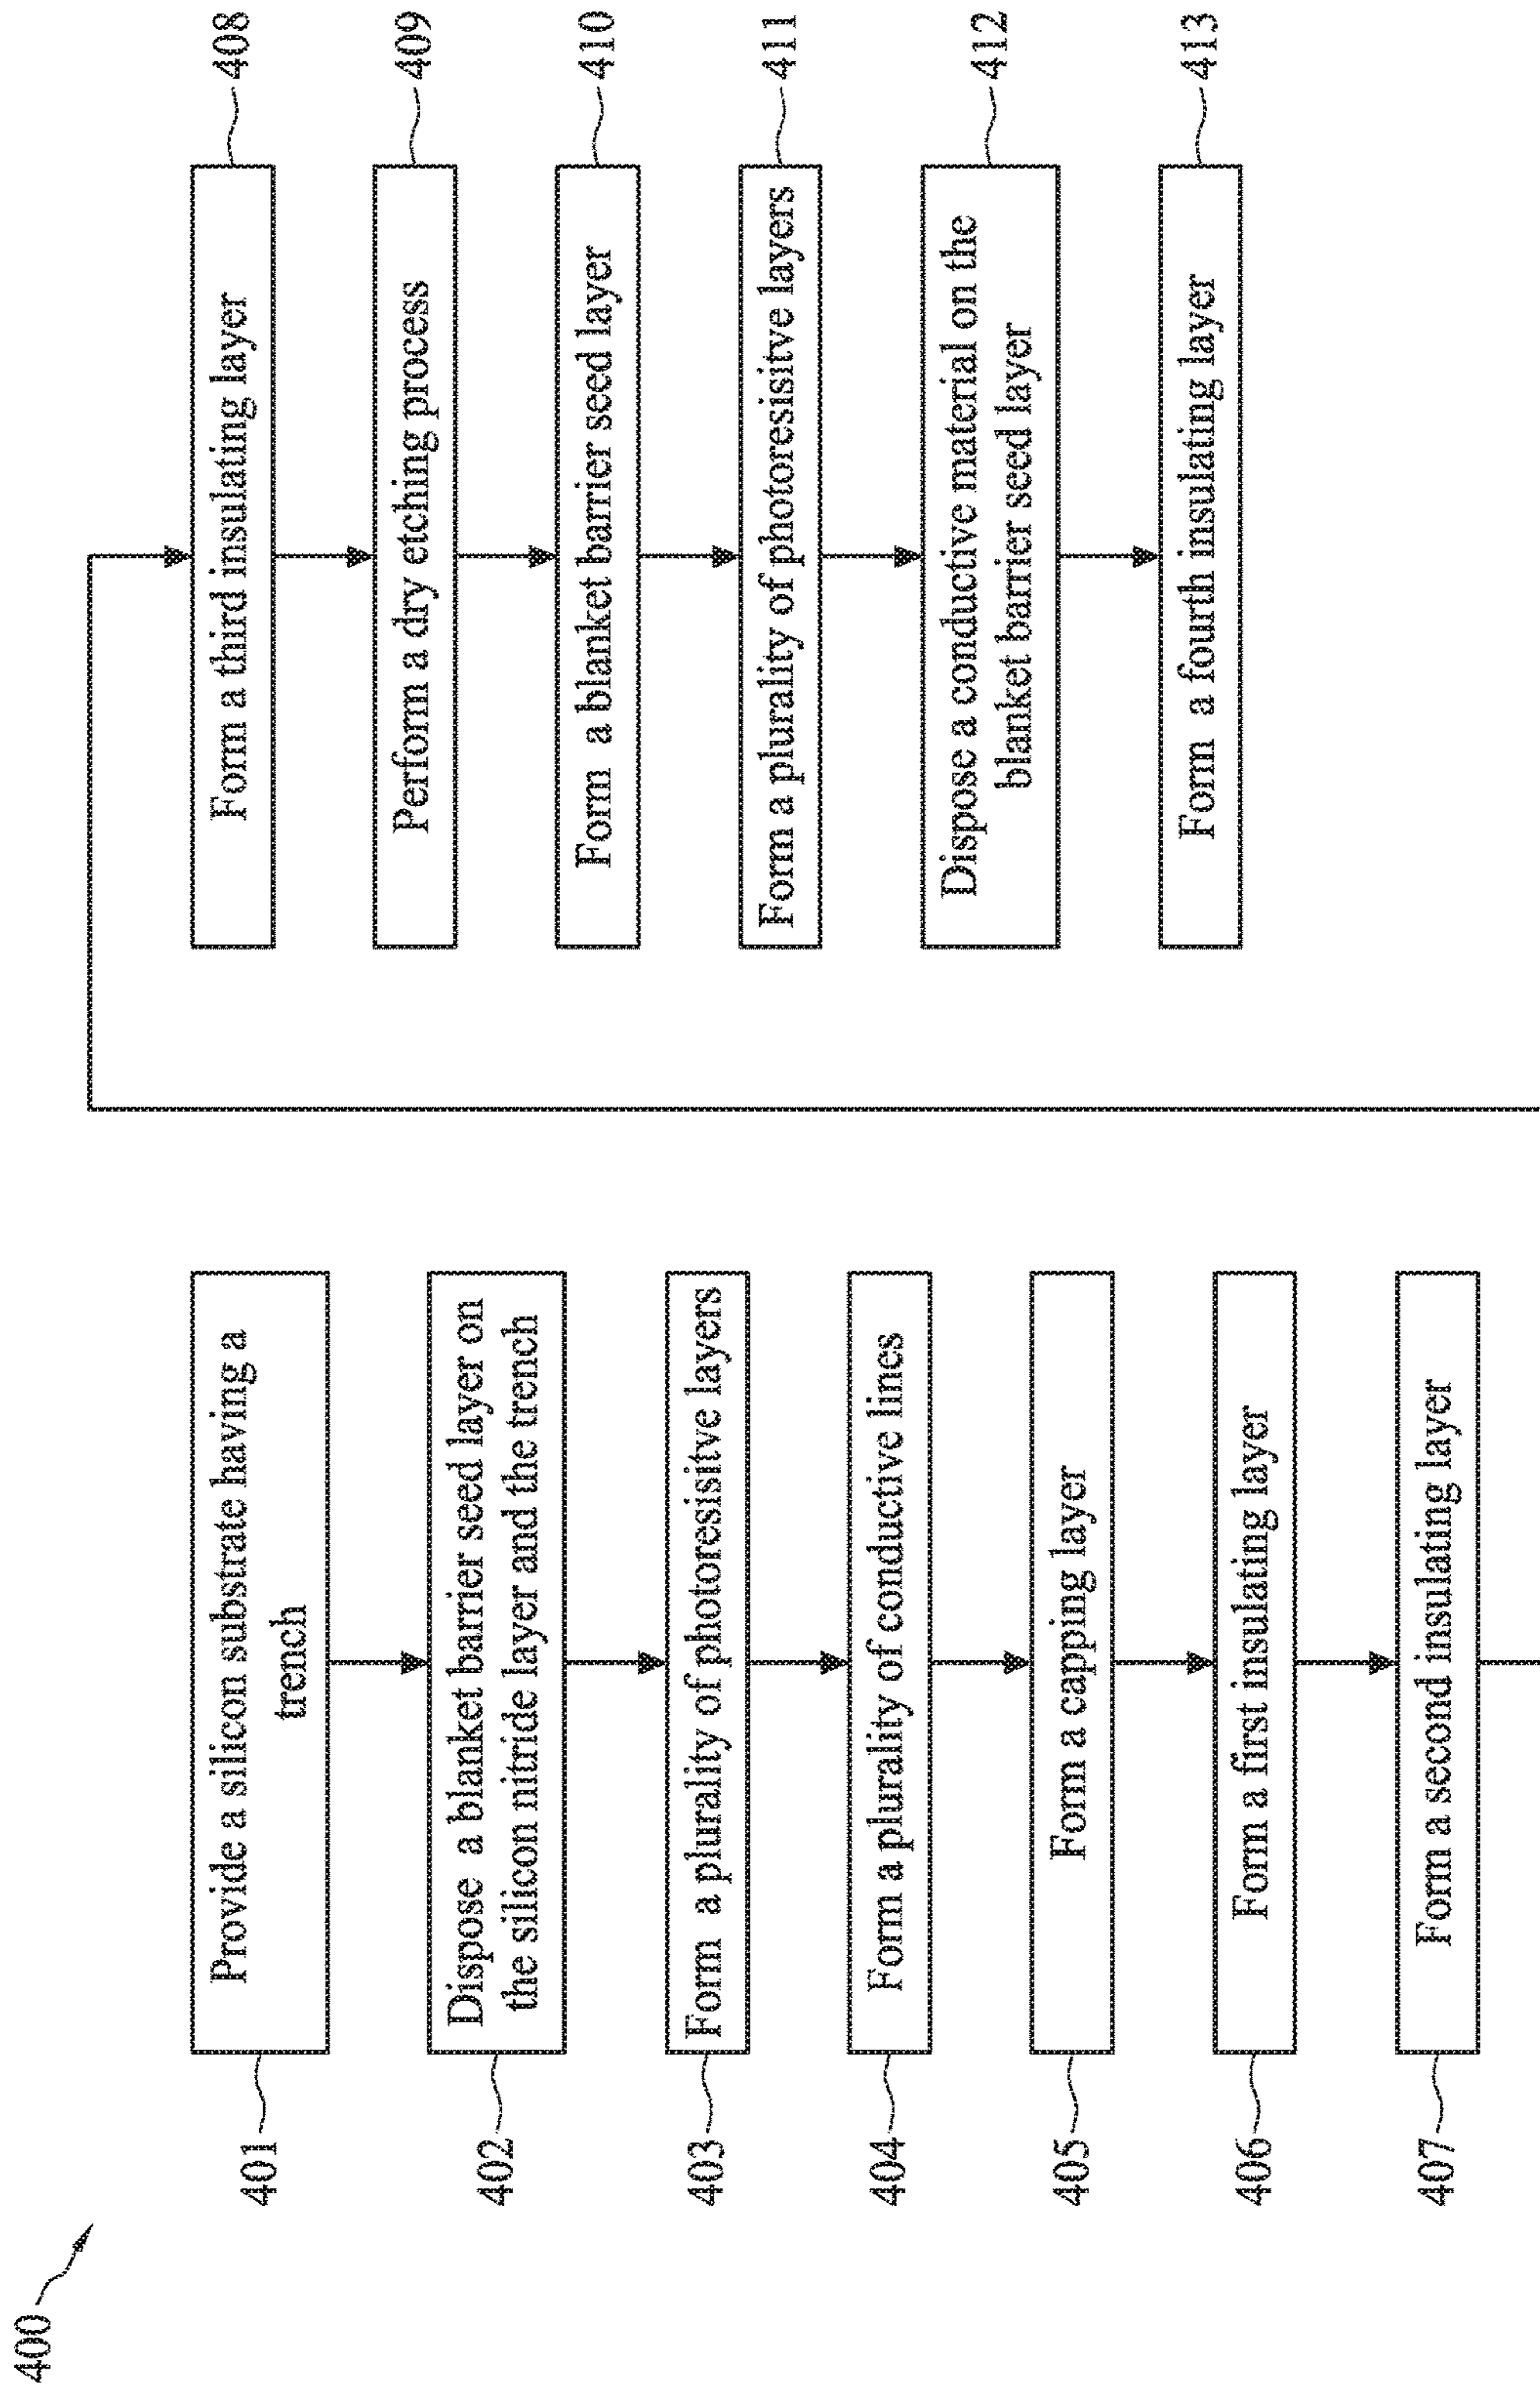 400
401
Provide a silicon substrate having a
trench
402
Dispose a blanket barrier seed layer on
the silicon nitride layer and the trench
403
Form a plurality of photoresisitve layers
404
Form a plurality of conductive lines
405
Form a capping layer
406
Form a first insulating layer
407
Form a second insulating layer
Form a third insulating layer
408
Perform a dry etching process
409
Form a blanket barrier seed layer
410
Form a plurality of photoresisitve layers
411
Dispose a conductive material on the
blanket barrier seed layer
412
Form a fourth insulating layer
413